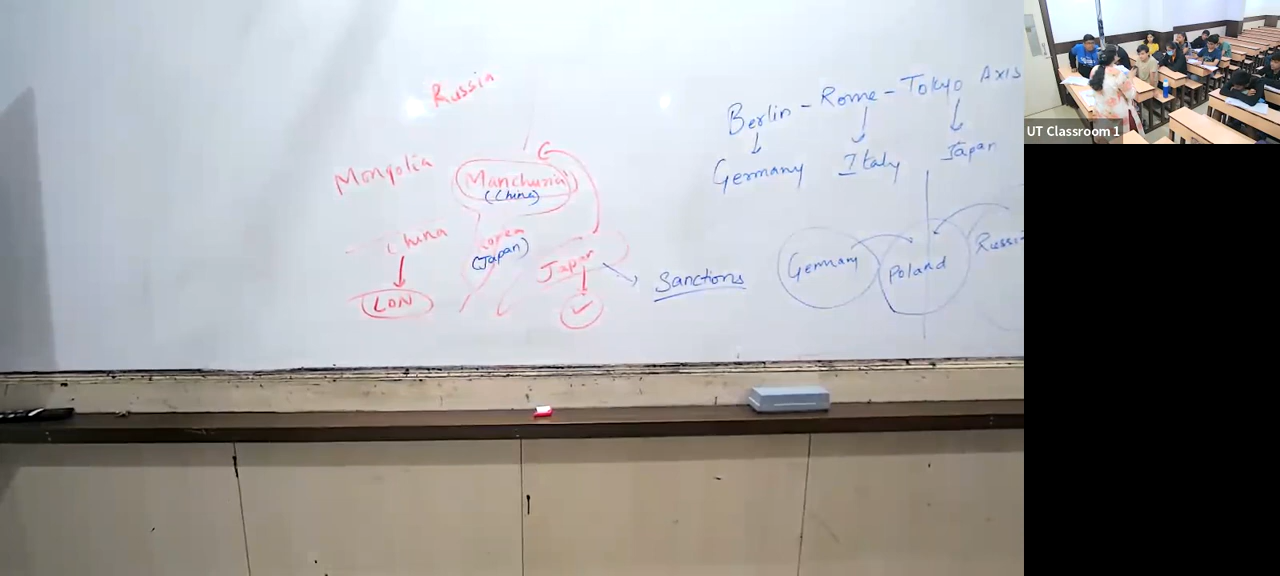 Russia
Mongolia
Manchuria
(China)
China
Korea
(Japan)
Japan
LON
Sanctions
Berlin - Rome - Tokyo Axis
Germany Italy Japan
Germany Poland Russi
UT Classroom 1